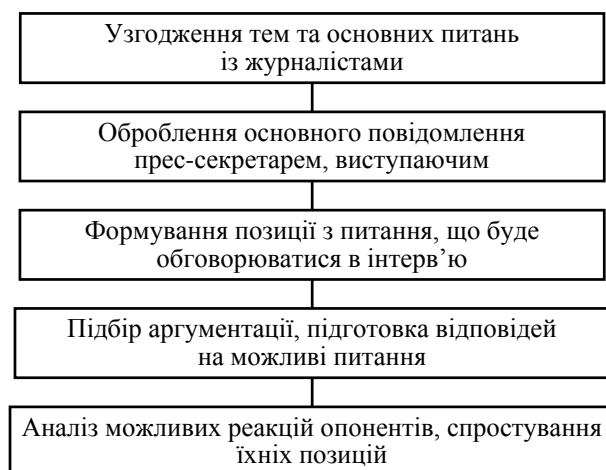 Узгодження тем та основних питань
із журналістами
Оброблення основного повідомлення
прес-секретарем, виступаючим
Формування позиції з питання, що буде
обговорюватися в інтерв’ю
Підбір аргументації, підготовка відповідей
на можливі питання
Аналіз можливих реакцій опонентів, спростування
їхніх позицій